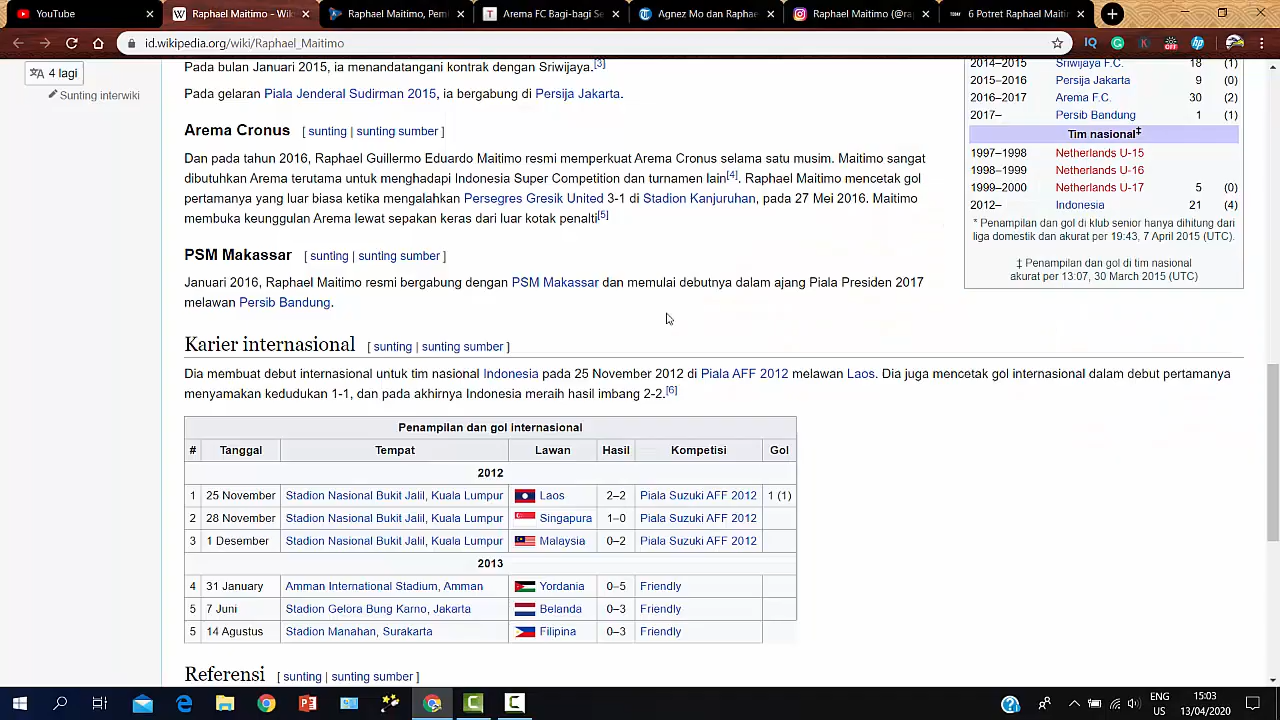 YouTube
Raphael Maitimo – Wiki
Raphael Maitimo, Pem
Arema FC Bagi-bagi Se
Agnez Mo dan Raphae
Raphael Maitimo (@ra
6 Potret Raphael Maiti
id.wikipedia.org/wiki/Raphael_Maitimo
4 lagi
Sunting interwiki
Pada bulan Januari 2015, ia menandatangani kontrak dengan Sriwijaya.[3]
Pada gelaran Piala Jenderal Sudirman 2015, ia bergabung di Persija Jakarta.
Arema Cronus [ sunting | sunting sumber ]
Dan pada tahun 2016, Raphael Guillermo Eduardo Maitimo resmi memperkuat Arema Cronus selama satu musim. Maitimo sangat
dibutuhkan Arema terutama untuk menghadapi Indonesia Super Competition dan turnamen lain[4]. Raphael Maitimo mencetak gol
pertamanya yang luar biasa ketika mengalahkan Persegres Gresik United 3-1 di Stadion Kanjuruhan, pada 27 Mei 2016. Maitimo
membuka keunggulan Arema lewat sepakan keras dari luar kotak penalti[5]
PSM Makassar [ sunting | sunting sumber ]
Januari 2016, Raphael Maitimo resmi bergabung dengan PSM Makassar dan memulai debutnya dalam ajang Piala Presiden 2017
melawan Persib Bandung.
2014–2015 Sriwijaya F.C. 18 (1)
2015–2016 Persija Jakarta 9 (0)
2016–2017 Arema F.C. 30 (2)
2017– Persib Bandung 1 (1)
Tim nasional‡
1997–1998 Netherlands U-15
1998–1999 Netherlands U-16
1999–2000 Netherlands U-17 5 (0)
2012– Indonesia 21 (4)
* Penampilan dan gol di klub senior hanya dihitung dari
liga domestik dan akurat per 19:43, 7 April 2015 (UTC).
‡ Penampilan dan gol di tim nasional
akurat per 13:07, 30 March 2015 (UTC)
Karier internasional [ sunting | sunting sumber ]
Dia membuat debut internasional untuk tim nasional Indonesia pada 25 November 2012 di Piala AFF 2012 melawan Laos. Dia juga mencetak gol internasional dalam debut pertamanya
menyamakan kedudukan 1-1, dan pada akhirnya Indonesia meraih hasil imbang 2-2.[6]
Penampilan dan gol internasional
# Tanggal Tempat Lawan Hasil Kompetisi Gol
2012
1 25 November Stadion Nasional Bukit Jalil, Kuala Lumpur Laos 2–2 Piala Suzuki AFF 2012 1 (1)
2 28 November Stadion Nasional Bukit Jalil, Kuala Lumpur Singapura 1–0 Piala Suzuki AFF 2012
3 1 Desember Stadion Nasional Bukit Jalil, Kuala Lumpur Malaysia 0–2 Piala Suzuki AFF 2012
2013
4 31 January Amman International Stadium, Amman Yordania 0–5 Friendly
5 7 Juni Stadion Gelora Bung Karno, Jakarta Belanda 0–3 Friendly
5 14 Agustus Stadion Manahan, Surakarta Filipina 0–3 Friendly
Referensi [ sunting | sunting sumber ]
ENG
US
15:03
13/04/2020